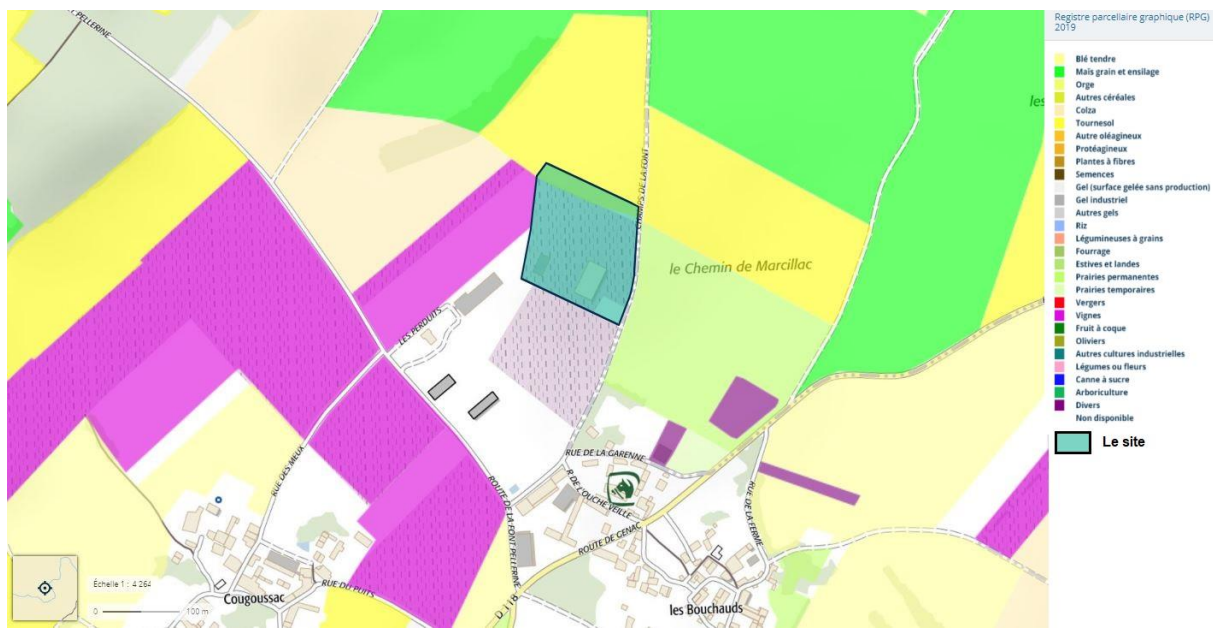 Registre parcellaire graphique (RPG)
2019
Blé tendre
Maïs grain et ensilage
Orge
Autres céréales
Colza
Tournesol
Autre oléagineux
Protéagineux
Plantes à fibres
Semences
Gel (surface gelée sans production)
Gel industriel
Autres gels
Riz
Légumineuses à grains
Fourrage
Estives et landes
Prairies permanentes
Prairies temporaires
Vergers
Vignes
Fruit à coque
Oliviers
Autres cultures industrielles
Légumes ou fleurs
Canne à sucre
Arboriculture
Divers
Non disponible
Le site
PELLERINE
les
CHAMPS DE LA FONT
le Chemin de Marcillac
LES PERDUITS
RUE DES MEUX
ROUTE DE LA FONT PELLERINE
RUE DE LA GARENNE
R DE L'OUCHE VEILLE
RUE DE LA FERME
ROUTE DE GENAC
RUE DU PUITS
D 118
Cougoussac
les Bouchauds
Échelle 1 : 4 264
0 100 m